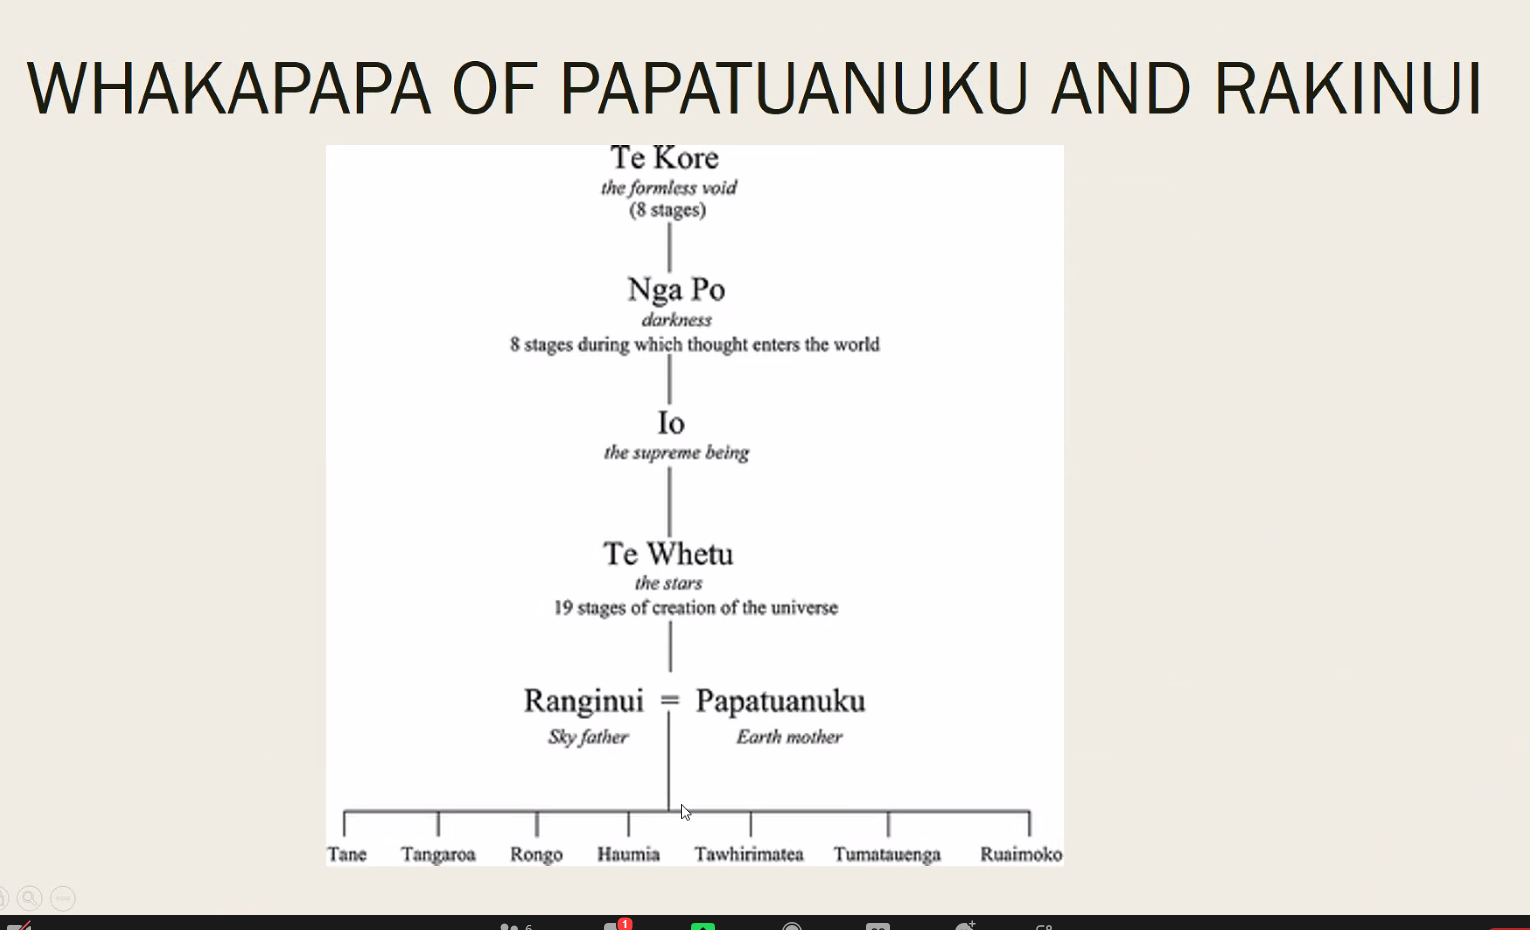 WHAKAPAPA OF PAPATUANUKU AND RAKINUI
Te Kore
the formless void
(8 stages)
Nga Po
darkness
8 stages during which thought enters the world
Io
the supreme being
Te Whetu
the stars
19 stages of creation of the universe
Ranginui = Papatuanuku
Sky father Earth mother
Tane Tangaroa Rongo Haumia Tawhirimatea Tumatauenga Ruaimoko
6 1